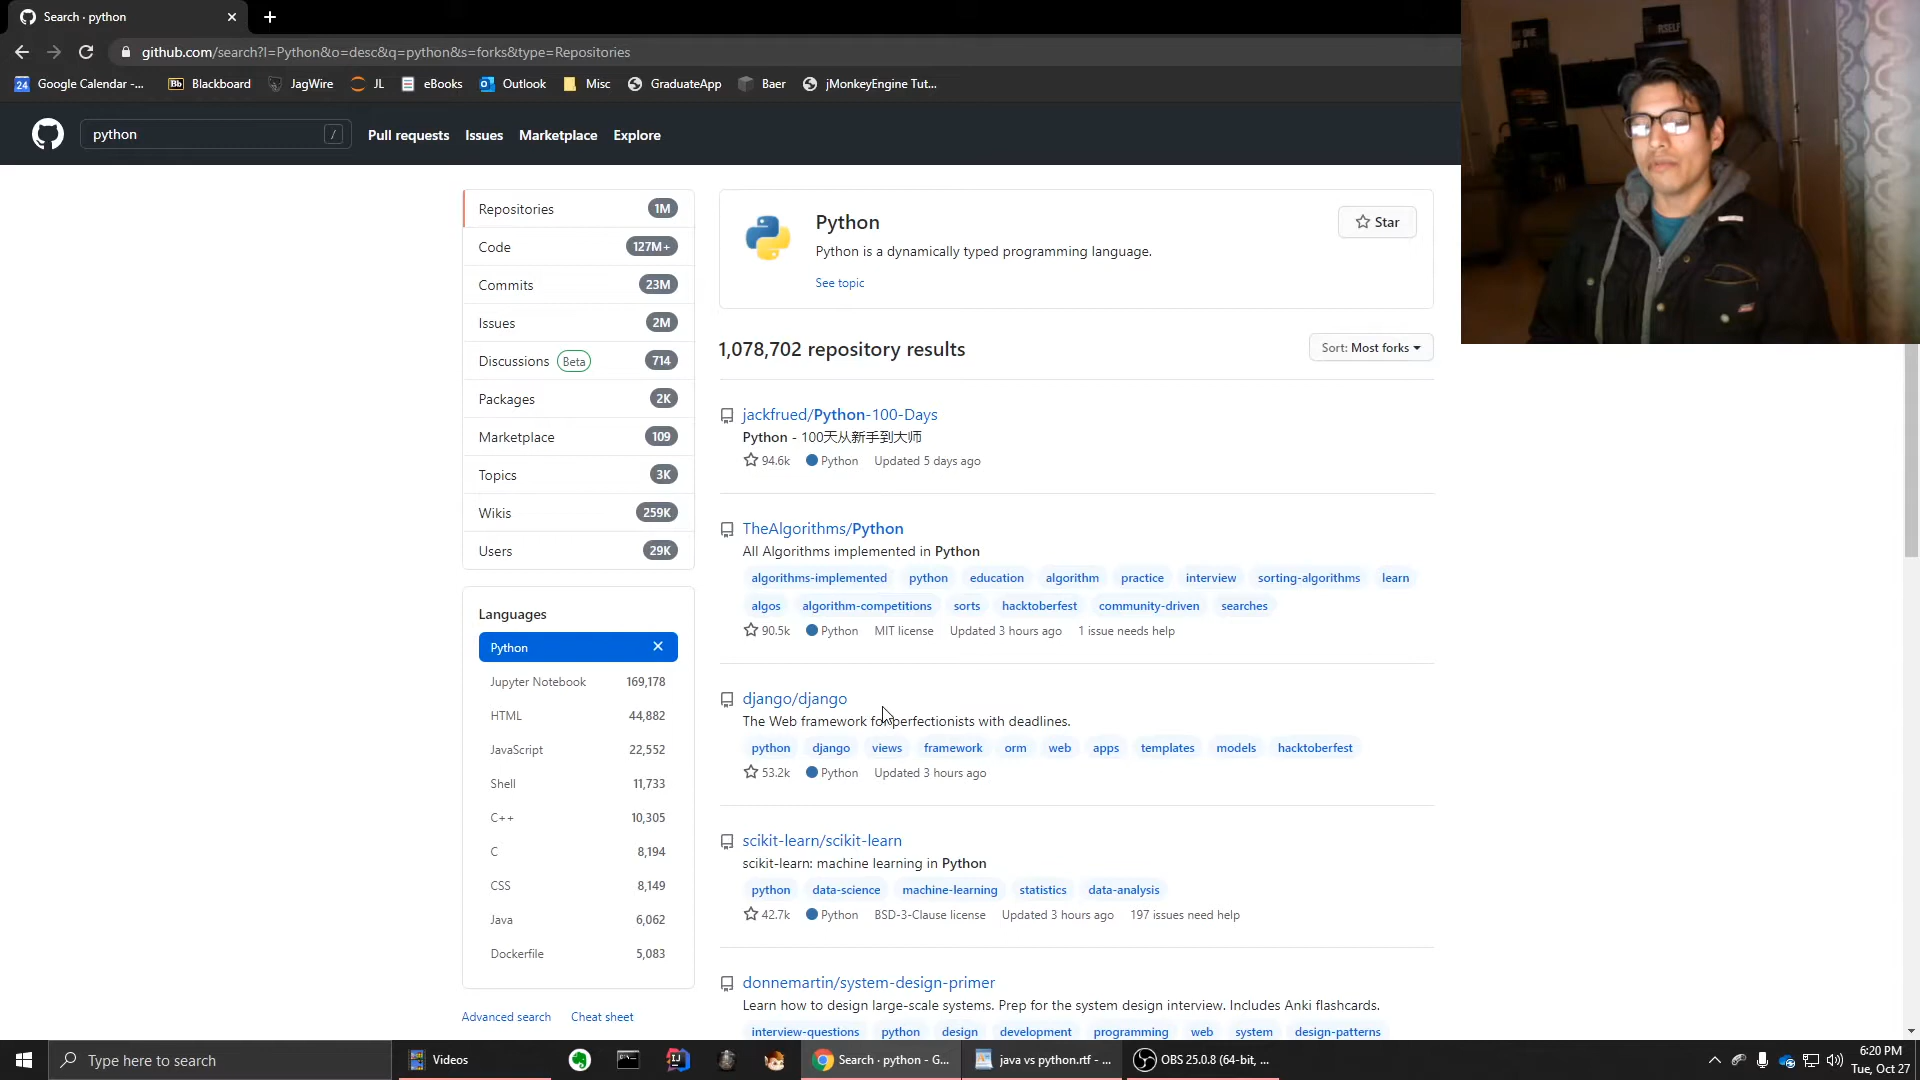 Search · python
github.com/search?l=Python&o=desc&q=python&s=forks&type=Repositories
24 Google Calendar -... Bb Blackboard JagWire JL eBooks Outlook Misc GraduateApp Baer jMonkeyEngine Tut...
python / Pull requests Issues Marketplace Explore
Repositories 1M
Code 127M+
Commits 23M
Issues 2M
Discussions Beta 714
Packages 2K
Marketplace 109
Topics 3K
Wikis 259K
Users 29K
Languages
Python
Jupyter Notebook 169,178
HTML 44,882
JavaScript 22,552
Shell 11,733
C++ 10,305
C 8,194
CSS 8,149
Java 6,062
Dockerfile 5,083
Advanced search Cheat sheet
Python
Star
Python is a dynamically typed programming language.
See topic
1,078,702 repository results
Sort: Most forks
jackfrued/Python-100-Days
Python - 100天从新手到大师
94.6k Python Updated 5 days ago
TheAlgorithms/Python
All Algorithms implemented in Python
algorithms-implemented python education algorithm practice interview sorting-algorithms learn
algos algorithm-competitions sorts hacktoberfest community-driven searches
90.5k Python MIT license Updated 3 hours ago 1 issue needs help
django/django
The Web framework for perfectionists with deadlines.
python django views framework orm web apps templates models hacktoberfest
53.2k Python Updated 3 hours ago
scikit-learn/scikit-learn
scikit-learn: machine learning in Python
python data-science machine-learning statistics data-analysis
42.7k Python BSD-3-Clause license Updated 3 hours ago 197 issues need help
donnemartin/system-design-primer
Learn how to design large-scale systems. Prep for the system design interview. Includes Anki flashcards.
interview-questions python design development programming web system design-patterns
Type here to search Videos Search · python - G... java vs python.rtf - ... OBS 25.0.8 (64-bit, ...
6:20 PM
Tue, Oct 27